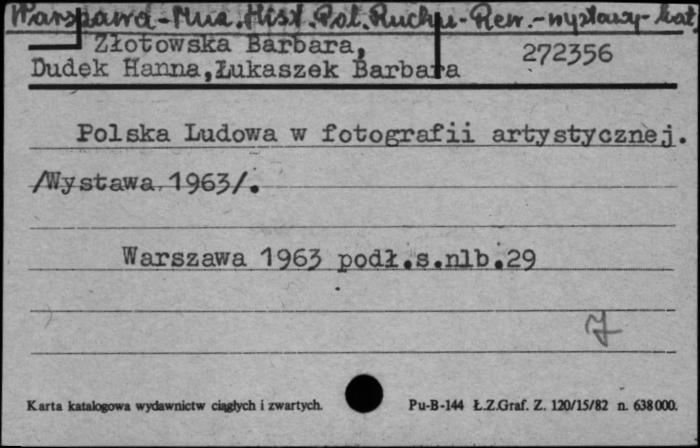 Warszawa-Muz.Hist.Pol.Ruchu-Rew.-wystawy-kat.
Złotowska Barbara, 272356
Dudek Hanna,Łukaszek Barbara
Polska Ludowa w fotografii artystycznej.
/Wystawa 1963/.
Warszawa 1963 podł.s.nlb.29
7
Karta katalogowa wydawnictw ciągłych i zwartych. Pu-B-144 Ł.Z.Graf. Z. 120/15/82 n. 638000.